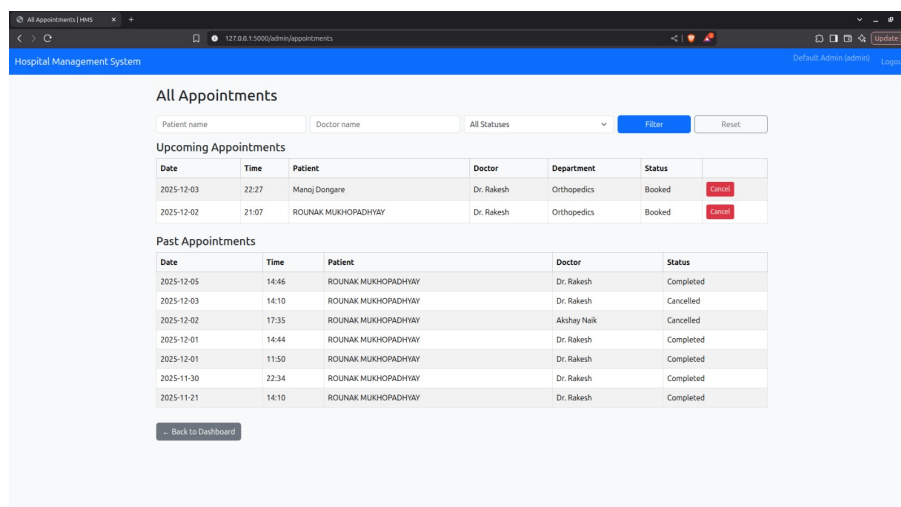 All Appointments | HMS
127.0.0.1:5000/admin/appointments
Update
Hospital Management System Default Admin (admin)
All Appointments
Patient name Doctor name All Statuses Filter Reset
Upcoming Appointments
Date Time Patient Doctor Department Status
2025-12-03 22:27 Manoj Dongare Dr. Rakesh Orthopedics Booked Cancel
2025-12-02 21:07 ROUNAK MUKHOPADHYAY Dr. Rakesh Orthopedics Booked Cancel
Past Appointments
Date Time Patient Doctor Status
2025-12-05 14:46 ROUNAK MUKHOPADHYAY Dr. Rakesh Completed
2025-12-03 14:10 ROUNAK MUKHOPADHYAY Dr. Rakesh Cancelled
2025-12-02 17:35 ROUNAK MUKHOPADHYAY Akshay Naik Cancelled
2025-12-01 14:44 ROUNAK MUKHOPADHYAY Dr. Rakesh Completed
2025-12-01 11:50 ROUNAK MUKHOPADHYAY Dr. Rakesh Completed
2025-11-30 22:34 ROUNAK MUKHOPADHYAY Dr. Rakesh Completed
2025-11-21 14:10 ROUNAK MUKHOPADHYAY Dr. Rakesh Completed
← Back to Dashboard